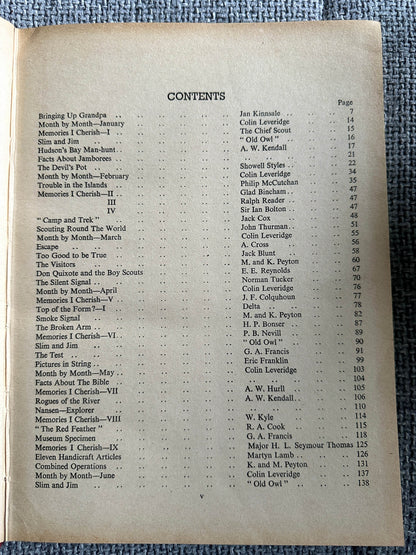 CONTENTS
Page
Bringing Up Grandpa .. .. .. .. Jan Kinnsale .. .. 7
Month by Month—January .. .. .. Colin Leveridge .. .. 14
Memories I Cherish—I .. .. .. The Chief Scout .. .. 15
Slim and Jim .. .. .. .. " Old Owl " .. .. 16
Hudson's Bay Man-hunt .. .. .. A. W. Kendall .. .. 17
Facts About Jamborees .. .. .. .. .. 21
The Devil's Pot .. .. .. .. Showell Styles .. .. 22
Month by Month—February .. .. .. Colin Leveridge .. .. 34
Trouble in the Islands .. .. .. Philip McCutchan .. .. 35
Memories I Cherish—II .. .. .. Glad Bincham .. .. 47
III .. .. .. Ralph Reader .. .. 47
IV .. .. .. Sir Ian Bolton .. .. 47
" Camp and Trek " .. .. .. Jack Cox .. .. 48
Scouting Round The World .. .. .. John Thurman .. .. 51
Month by Month—March .. .. .. Colin Leveridge .. .. 55
Escape .. .. .. .. A. Cross .. .. 56
Too Good to be True .. .. .. Jack Blunt .. .. 58
The Visitors .. .. .. .. M. and K. Peyton .. .. 60
Don Quixote and the Boy Scouts .. .. E. E. Reynolds .. .. 67
The Silent Signal .. .. .. .. Norman Tucker .. .. 70
Month by Month—April .. .. .. Colin Leveridge .. .. 76
Memories I Cherish—V .. .. .. J. F. Colquhoun .. .. 77
Top of the Form?—I .. .. .. Delta .. .. 78
Smoke Signal .. .. .. .. M. and K. Peyton .. .. 82
The Broken Arm .. .. .. .. H. P. Bonser .. .. 87
Memories I Cherish—VI .. .. .. P. B. Nevill .. .. 89
Slim and Jim .. .. .. .. " Old Owl " .. .. 90
The Test .. .. .. .. G. A. Francis .. .. 91
Pictures in String .. .. .. .. Eric Franklin .. .. 99
Month by Month—May .. .. .. Colin Leveridge .. .. 103
Facts About The Bible .. .. .. .. .. 104
Memories I Cherish—VII .. .. .. A. W. Hurll .. .. 105
Rogues of the River .. .. .. A. W. Kendall .. .. 106
Nansen—Explorer .. .. .. .. .. 110
Memories I Cherish—VIII .. .. .. W. Kyle .. .. 114
" The Red Feather " .. .. .. R. A. Cook .. .. 115
Museum Specimen .. .. .. G. A. Francis .. .. 118
Memories I Cherish—IX .. .. .. Major H. L. Seymour Thomas 125
Eleven Handicraft Articles .. .. .. Martyn Lamb .. .. 126
Combined Operations .. .. .. K. and M. Peyton .. .. 131
Month by Month—June .. .. .. Colin Leveridge .. .. 137
Slim and Jim .. .. .. .. " Old Owl " .. .. 138
v